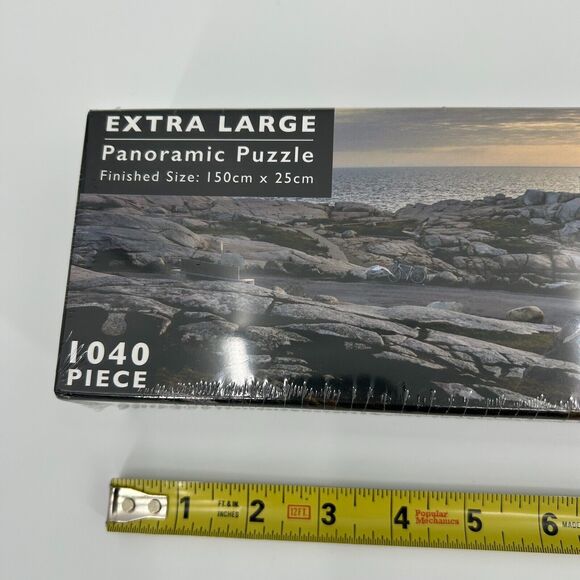 EXTRA LARGE
Panoramic Puzzle
Finished Size: 150cm x 25cm
1040
PIECE
1 FT.& IN. INCHES 2 12FT. 3 4 Popular Mechanics 5 6 MADE